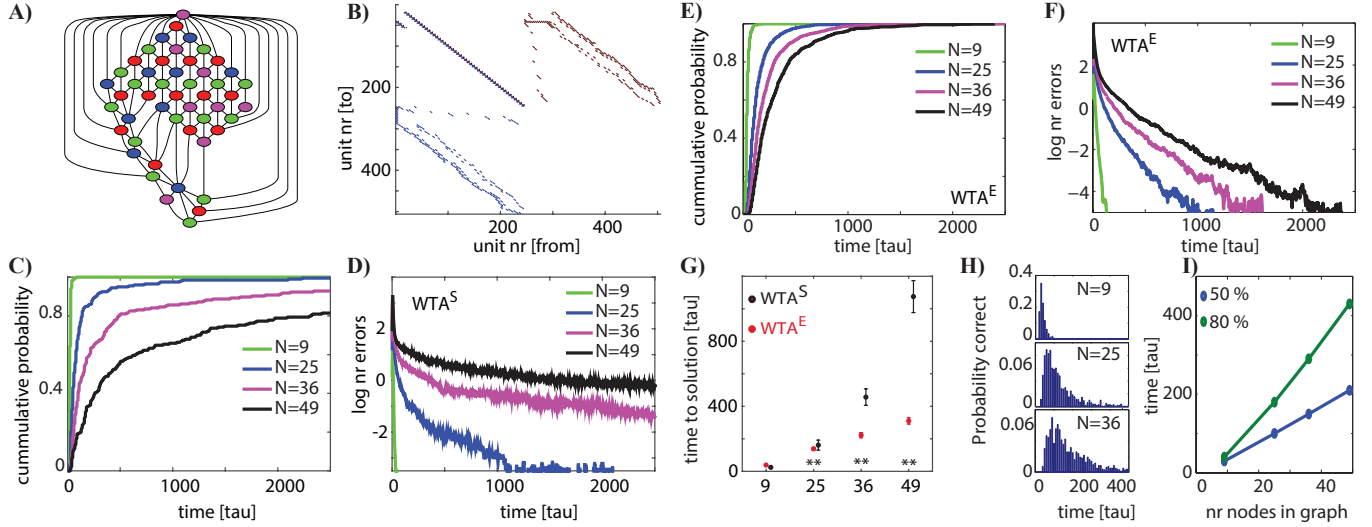 A)
B)
200
400
unit nr [to]
200
400
unit nr [from]
C)
0.8
0.4
0
cummulative probability
N=9
N=25
N=36
N=49
0
1000
2000
time [tau]
D)
WTA^S
N=9
N=25
N=36
N=49
2
0
-2
log nr errors
0
1000
2000
time [tau]
E)
0.8
0.4
0
cummulative probability
N=9
N=25
N=36
N=49
WTA^E
0
1000
2000
time [tau]
F)
WTA^E
N=9
N=25
N=36
N=49
2
0
−2
−4
log nr errors
0
1000
2000
time [tau]
G)
WTA^S
WTA^E
1200
800
400
0
time to solution [tau]
**
**
**
9
25
36
49
H)
0.4
0.2
0
N=9
0.06
0
N=25
0.06
0
N=36
Probability correct
0
200
400
time [tau]
I)
50 %
80 %
400
200
0
time [tau]
0
10
20
30
40
50
nr nodes in graph